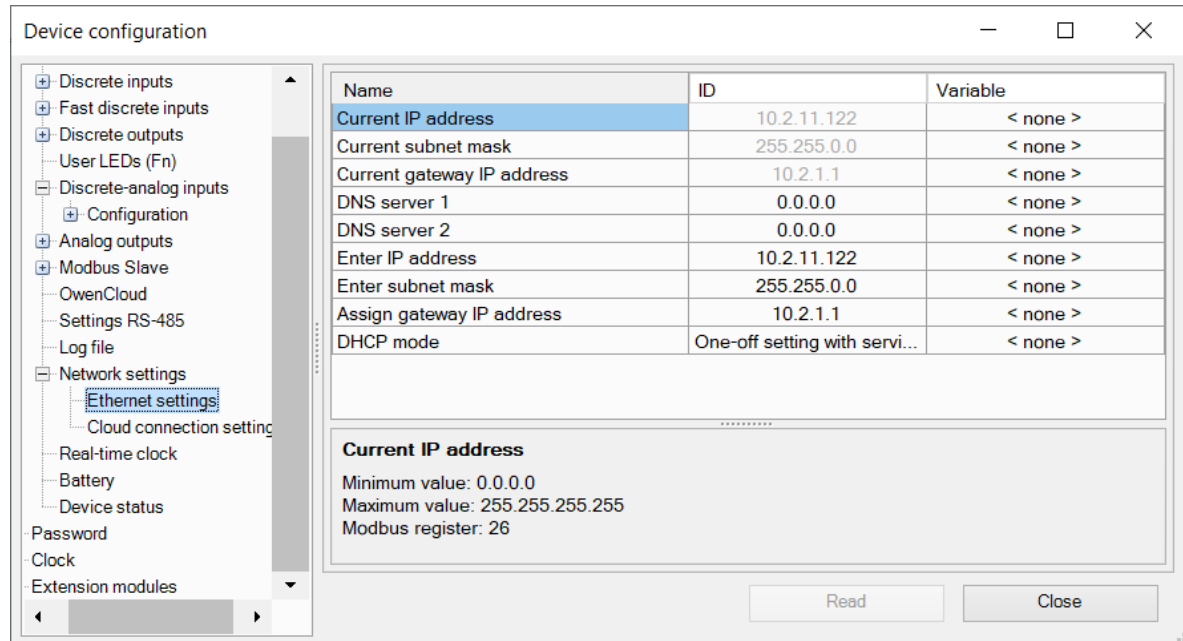 Device configuration
Discrete inputs
Fast discrete inputs
Discrete outputs
User LEDs (Fn)
Discrete-analog inputs
Configuration
Analog outputs
Modbus Slave
OwenCloud
Settings RS-485
Log file
Network settings
Ethernet settings
Cloud connection setting
Real-time clock
Battery
Device status
Password
Clock
Extension modules
Name ID Variable
Current IP address 10.2.11.122 < none >
Current subnet mask 255.255.0.0 < none >
Current gateway IP address 10.2.1.1 < none >
DNS server 1 0.0.0.0 < none >
DNS server 2 0.0.0.0 < none >
Enter IP address 10.2.11.122 < none >
Enter subnet mask 255.255.0.0 < none >
Assign gateway IP address 10.2.1.1 < none >
DHCP mode One-off setting with servi... < none >
Current IP address
Minimum value: 0.0.0.0
Maximum value: 255.255.255.255
Modbus register: 26
Read Close